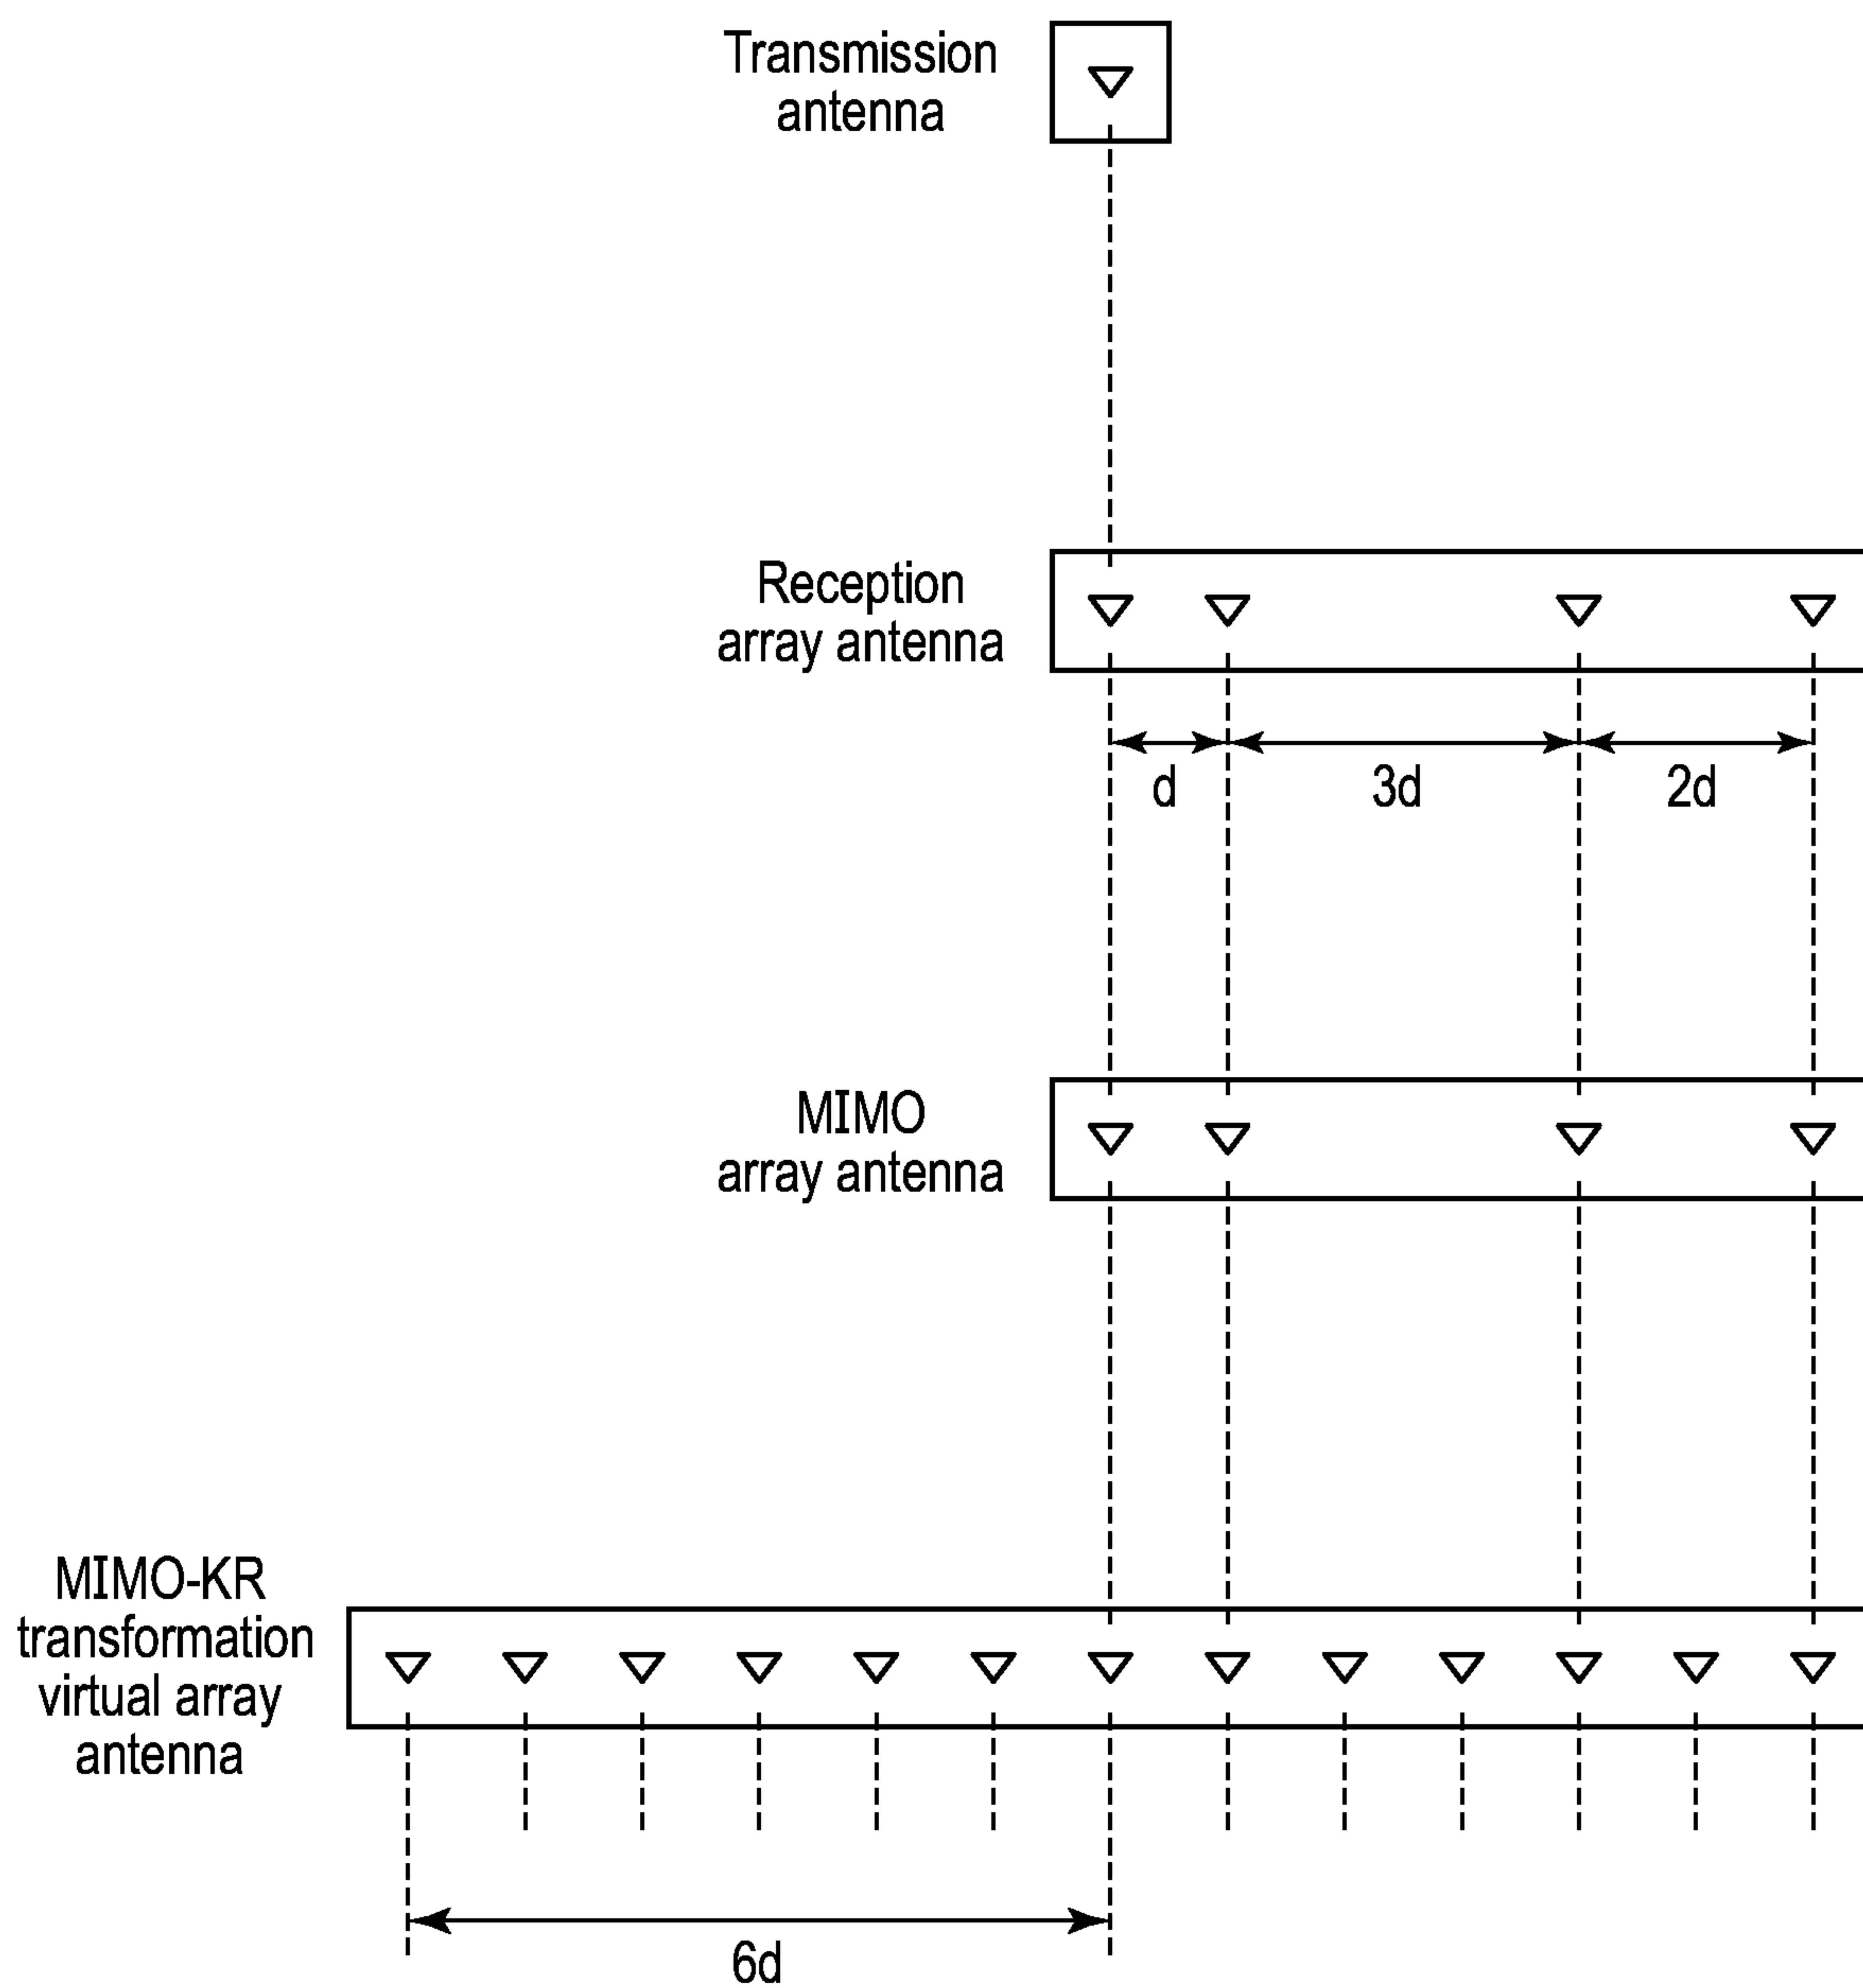 Transmission
antenna
Reception
array antenna
d
3d
2d
MIMO
array antenna
MIMO-KR
transformation
virtual array
antenna
6d